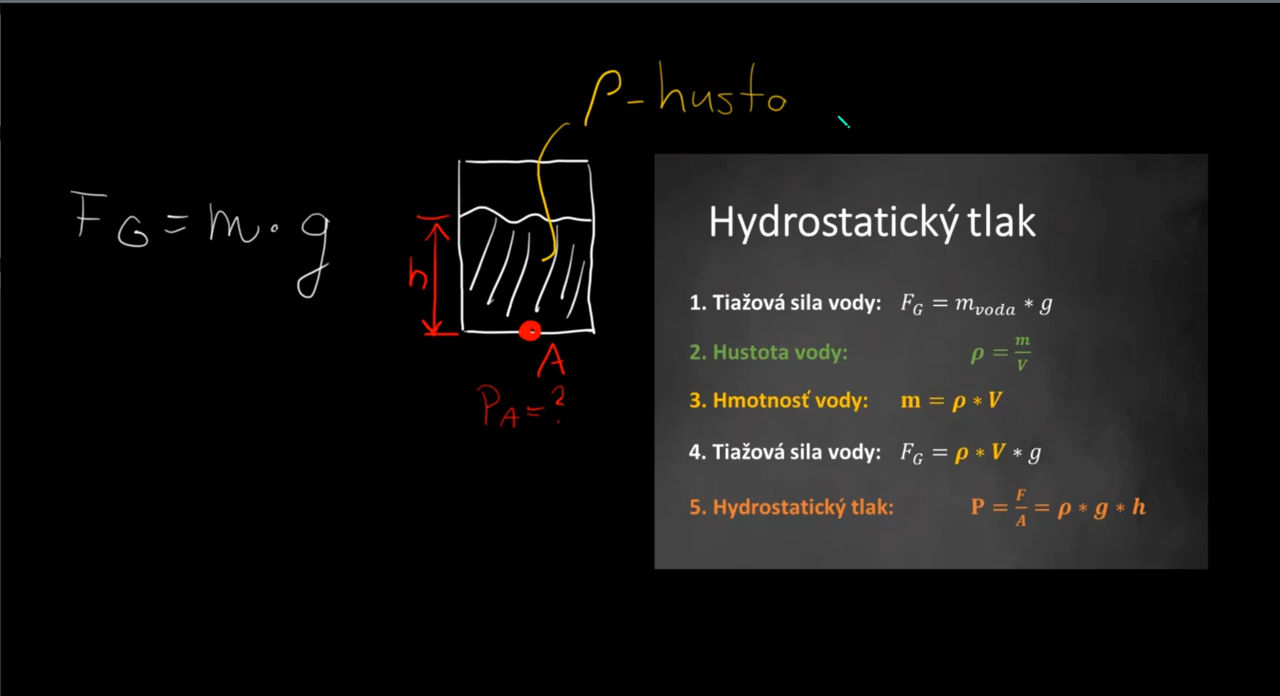 ρ-husto
F_G = m · g
h
A
P_A = ?
Hydrostatický tlak
1. Tiažová sila vody: F_G = m_voda * g
2. Hustota vody: ρ = m/V
3. Hmotnosť vody: m = ρ * V
4. Tiažová sila vody: F_G = ρ * V * g
5. Hydrostatický tlak: P = F/A = ρ * g * h